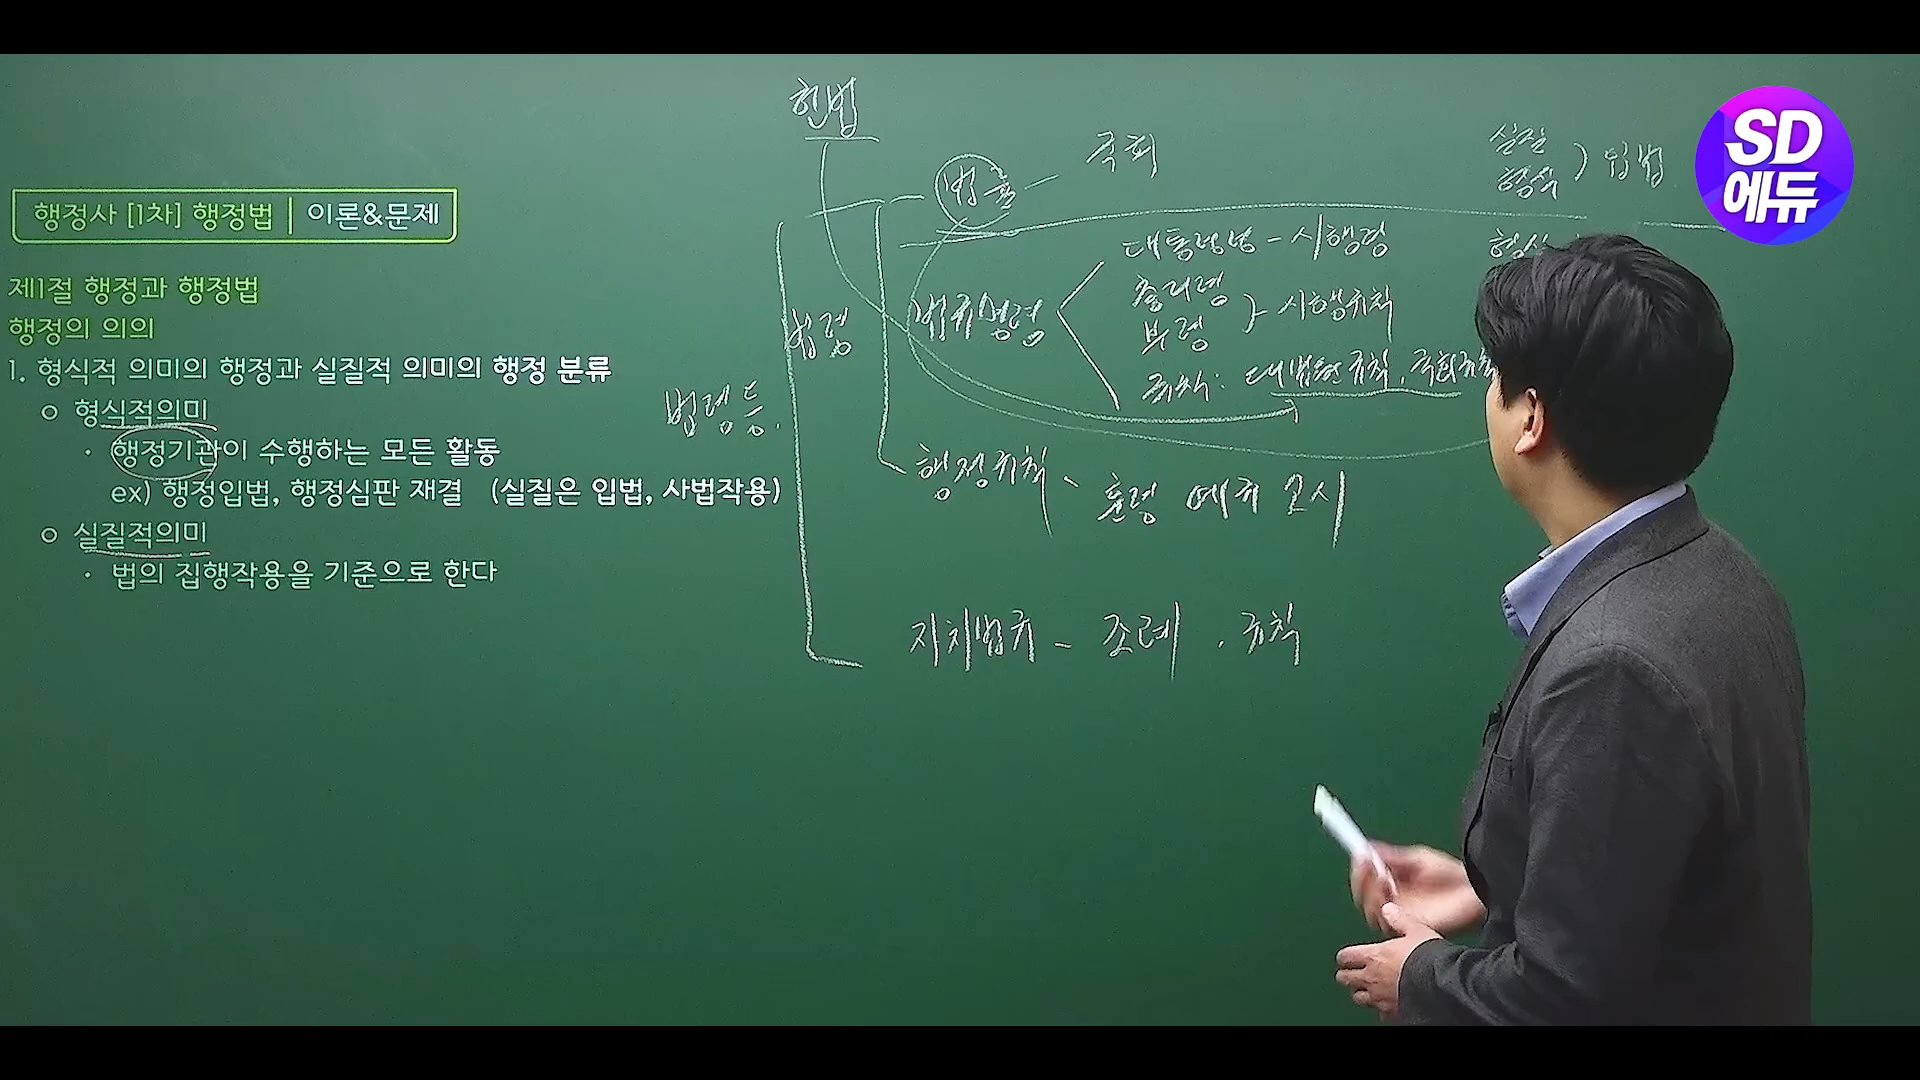 SD
에듀
행정사 [1차] 행정법 | 이론&문제
제1절 행정과 행정법
행정의 의의
1. 형식적 의미의 행정과 실질적 의미의 행정 분류
○ 형식적의미
· 행정기관이 수행하는 모든 활동
ex) 행정입법, 행정심판 재결 (실질은 입법, 사법작용)
○ 실질적의미
· 법의 집행작용을 기준으로 한다
헌법
법률 - 국회
실질
형식 ) 입법
형식
법령 등.
법령
법규명령
대통령령 - 시행령
총리령
부령 } 시행규칙
규칙: 대법원규칙, 국회규칙
행정규칙 - 훈령 예규 고시
자치법규 - 조례 . 규칙